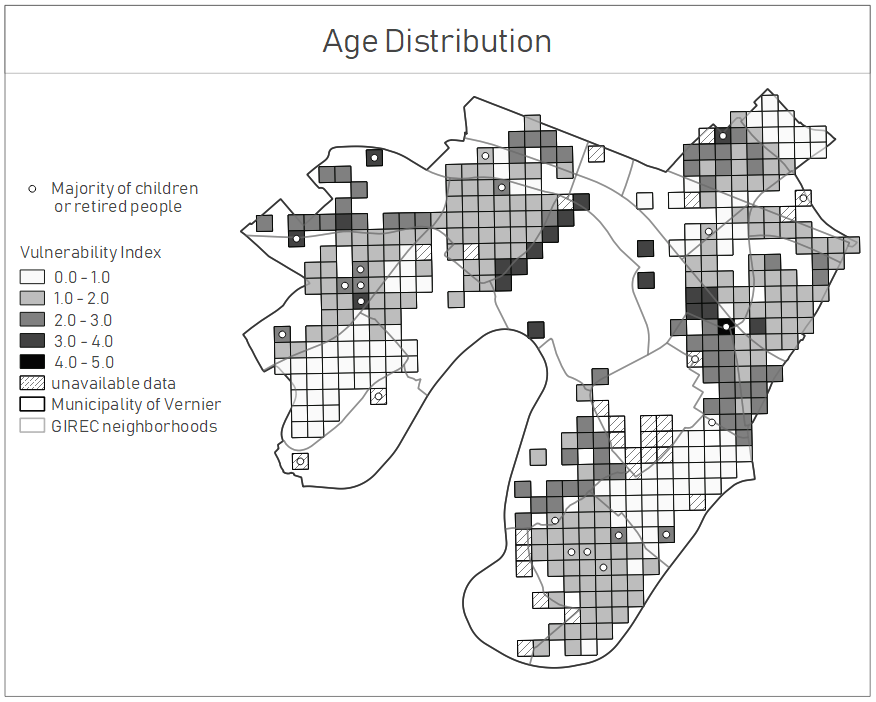 Age Distribution
Majority of children
or retired people
Vulnerability Index
0.0 - 1.0
1.0 - 2.0
2.0 - 3.0
3.0 - 4.0
4.0 - 5.0
unavailable data
Municipality of Vernier
GIREC neighborhoods